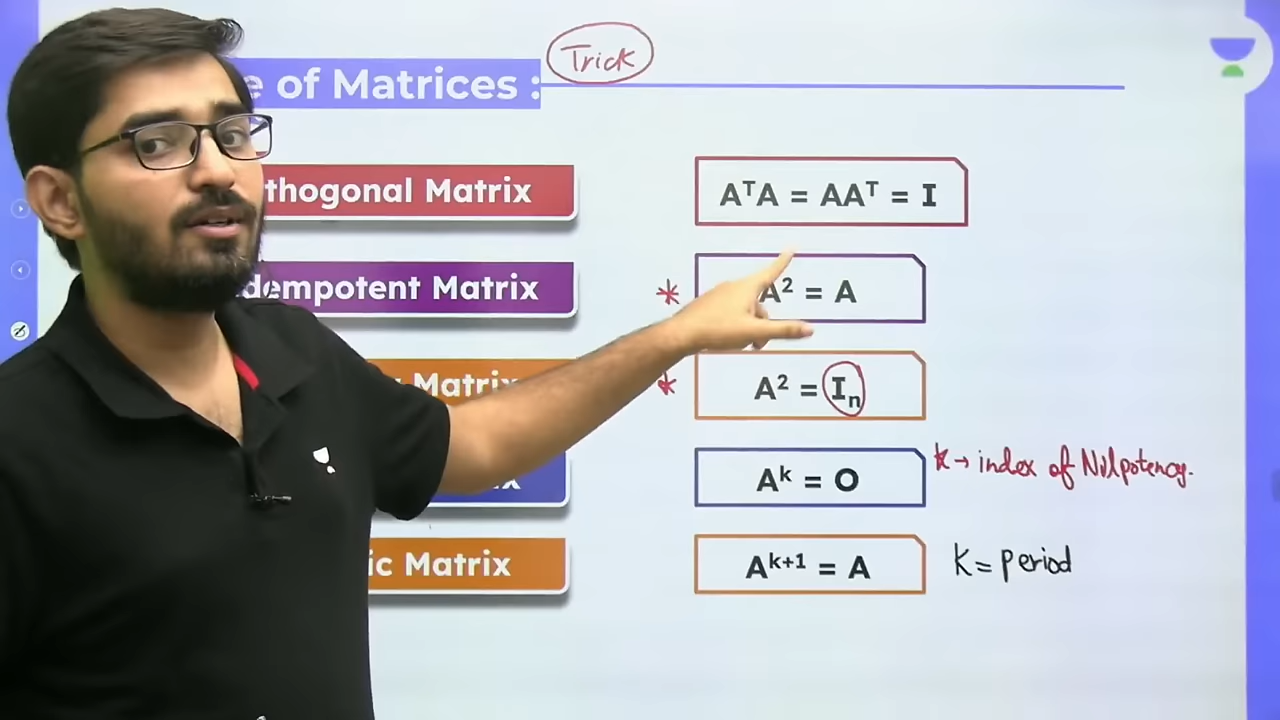 Trick
e of Matrices :
thogonal Matrix
AᵀA = AAᵀ = I
dempotent Matrix
* A² = A
Matrix
* A² = Iₙ
Aᵏ = O
k → index of Nilpotency.
ic Matrix
Aᵏ⁺¹ = A
K = period